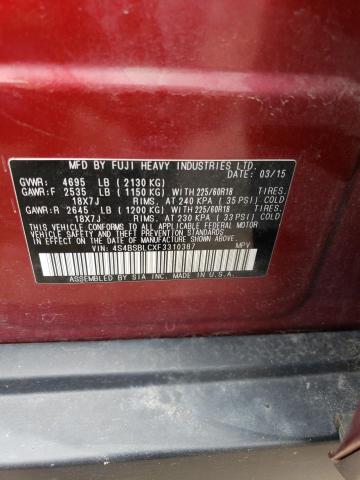 MFD BY FUJI HEAVY INDUSTRIES LTD.
DATE: 03/15
GVWR: 4695 LB (2130 KG)
GAWR:F 2535 LB (1150 KG) WITH 225/60R18 TIRES.
18X7J RIMS, AT 240 KPA (35 PSI) COLD
GAWR:R 2645 LB (1200 KG) WITH 225/60R18 TIRES.
18X7J RIMS, AT 230 KPA (33 PSI) COLD
THIS VEHICLE CONFORMS TO ALL APPLICABLE FEDERAL MOTOR
VEHICLE SAFETY STANDARDS IN EFFECT ON THE DATE OF
MANUFACTURE SHOWN ABOVE.
VIN: 4S4BSBLCXF3310387 MPV
ASSEMBLED BY SIA INC. IN U.S.A.